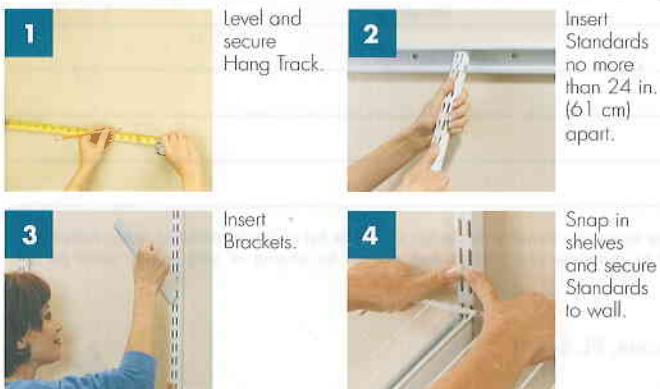 1
Level and
secure
Hang Track.
2
Insert
Standards
no more
than 24 in.
(61 cm)
apart.
3
Insert
Brackets.
4
Snap in
shelves
and secure
Standards
to wall.